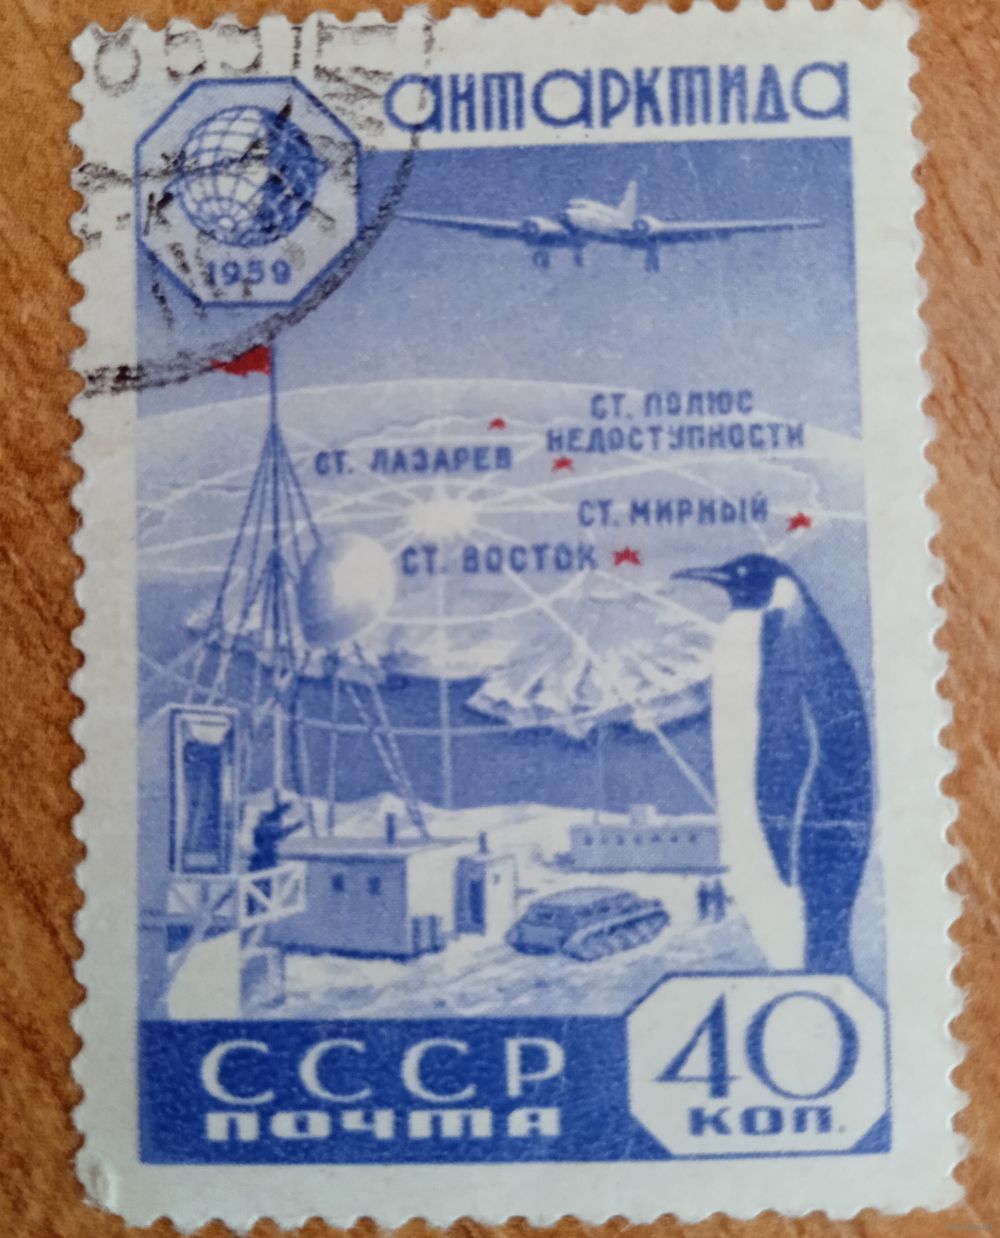 АНТАРКТИДА
1959
СТ. ПОЛЮС
НЕДОСТУПНОСТИ
СТ. ЛАЗАРЕВ
СТ. МИРНЫЙ
СТ. ВОСТОК
СССР
ПОЧТА
40
КОП.